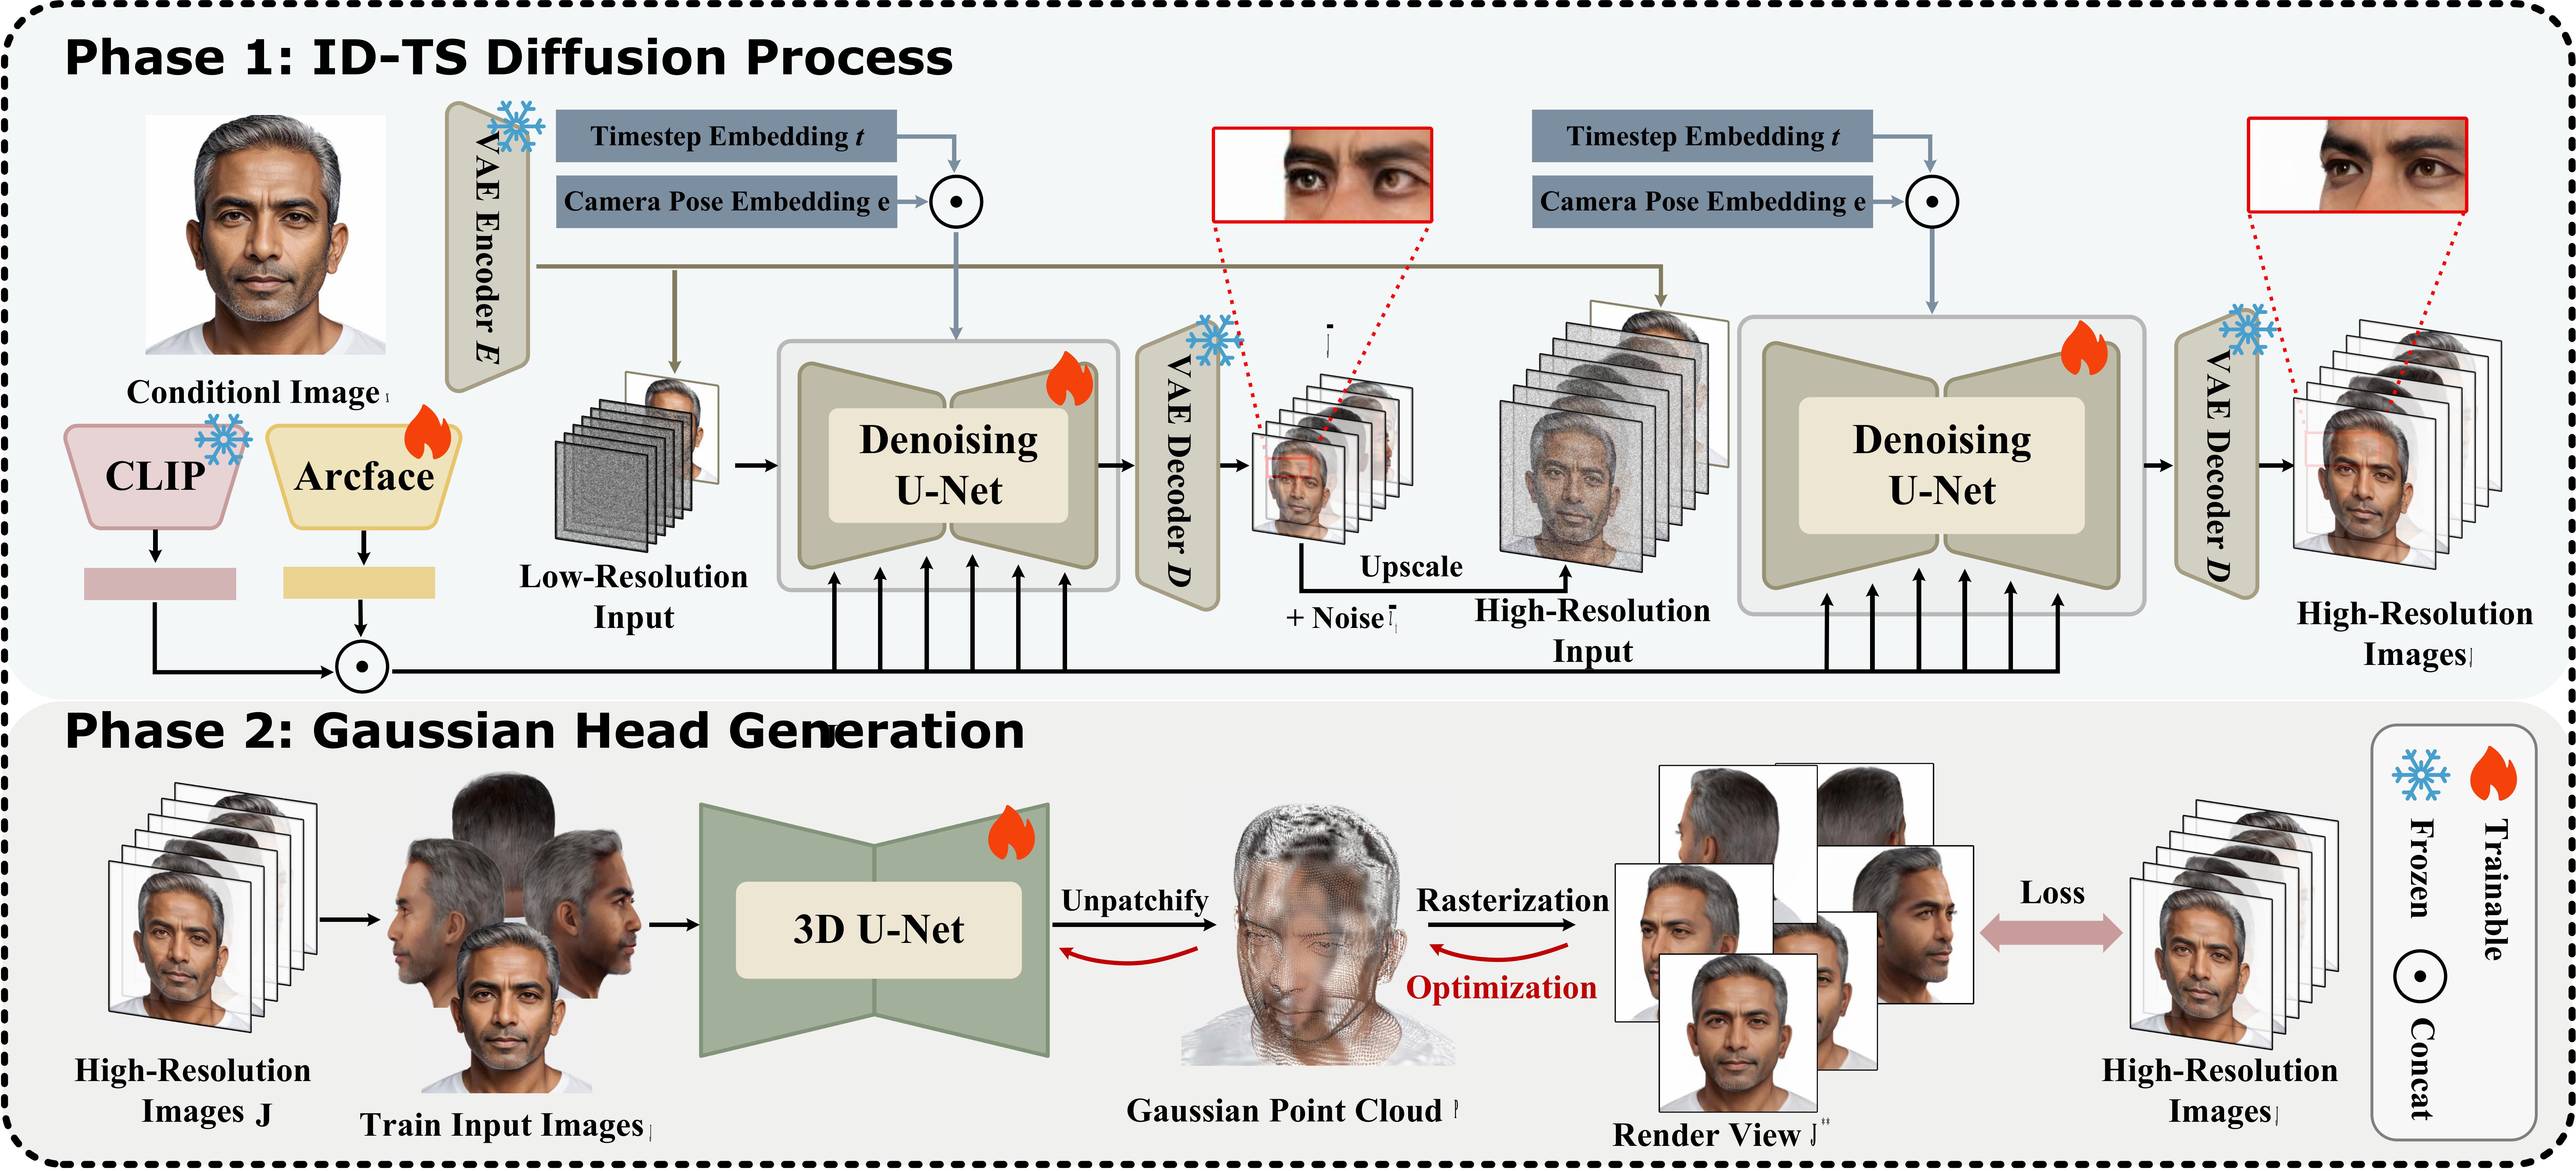 Phase 1: ID-TS Diffusion Process
Conditionl Image
CLIP
Arcface
VAE Encoder E
Timestep Embedding t
Camera Pose Embedding e
Low-Resolution
Input
Denoising
U-Net
VAE Decoder D
Upscale
+ Noise
High-Resolution
Input
Timestep Embedding t
Camera Pose Embedding e
Denoising
U-Net
VAE Decoder D
High-Resolution
Images
Phase 2: Gaussian Head Generation
High-Resolution
Images J
Train Input Images
3D U-Net
Unpatchify
Gaussian Point Cloud
Rasterization
Optimization
Render View J
Loss
High-Resolution
Images
Frozen
Trainable
Concat